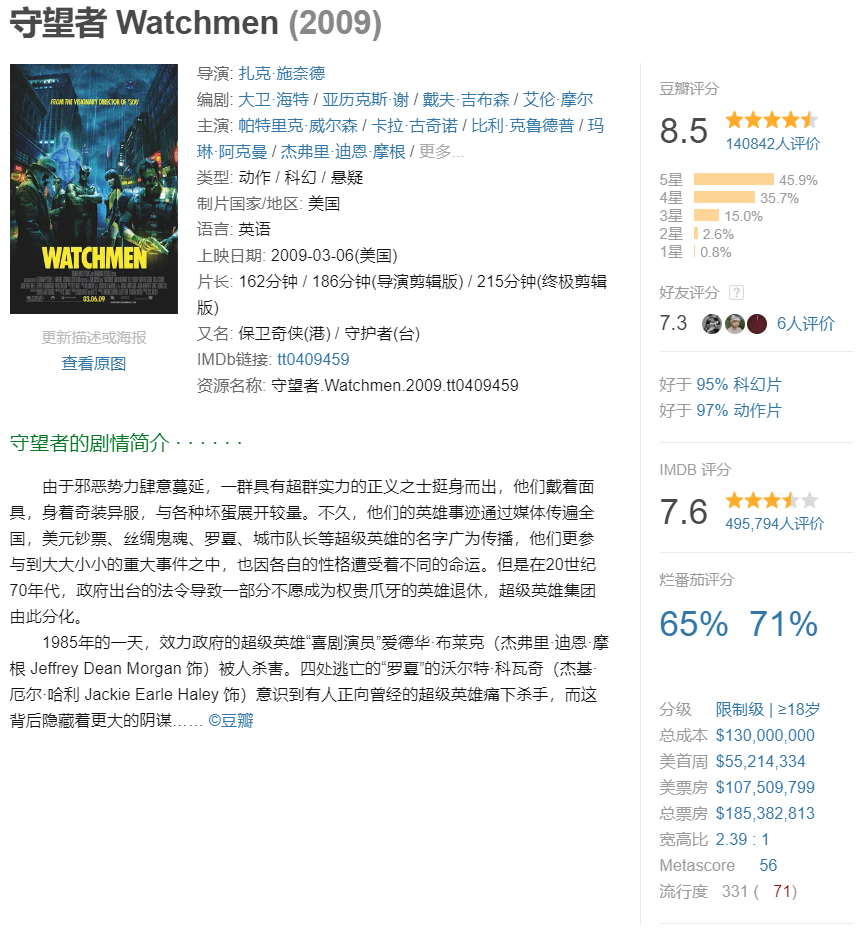 守望者 Watchmen (2009)
FROM THE VISIONARY DIRECTOR OF "300"
WATCHMEN
03.06.09
更新描述或海报
查看原图
导演: 扎克·施奈德
编剧: 大卫·海特 / 亚历克斯·谢 / 戴夫·吉布森 / 艾伦·摩尔
主演: 帕特里克·威尔森 / 卡拉·古奇诺 / 比利·克鲁德普 / 玛
琳·阿克曼 / 杰弗里·迪恩·摩根 / 更多...
类型: 动作 / 科幻 / 悬疑
制片国家/地区: 美国
语言: 英语
上映日期: 2009-03-06(美国)
片长: 162分钟 / 186分钟(导演剪辑版) / 215分钟(终极剪辑
版)
又名: 保卫奇侠(港) / 守护者(台)
IMDb链接: tt0409459
资源名称: 守望者.Watchmen.2009.tt0409459
守望者的剧情简介 · · · · · ·
由于邪恶势力肆意蔓延，一群具有超群实力的正义之士挺身而出，他们戴着面
具，身着奇装异服，与各种坏蛋展开较量。不久，他们的英雄事迹通过媒体传遍全
国，美元钞票、丝绸鬼魂、罗夏、城市队长等超级英雄的名字广为传播，他们更参
与到大大小小的重大事件之中，也因各自的性格遭受着不同的命运。但是在20世纪
70年代，政府出台的法令导致一部分不愿成为权贵爪牙的英雄退休，超级英雄集团
由此分化。
1985年的一天，效力政府的超级英雄“喜剧演员”爱德华·布莱克（杰弗里·迪恩·摩
根 Jeffrey Dean Morgan 饰）被人杀害。四处逃亡的“罗夏”的沃尔特·科瓦奇（杰基·
厄尔·哈利 Jackie Earle Haley 饰）意识到有人正向曾经的超级英雄痛下杀手，而这
背后隐藏着更大的阴谋…… ©豆瓣
豆瓣评分
8.5
140842人评价
5星 45.9%
4星 35.7%
3星 15.0%
2星 2.6%
1星 0.8%
好友评分 ?
7.3 6人评价
好于 95% 科幻片
好于 97% 动作片
IMDB 评分
7.6
495,794人评价
烂番茄评分
65% 71%
分级 限制级 | ≥18岁
总成本 $130,000,000
美首周 $55,214,334
美票房 $107,509,799
总票房 $185,382,813
宽高比 2.39 : 1
Metascore 56
流行度 331 ( 71)